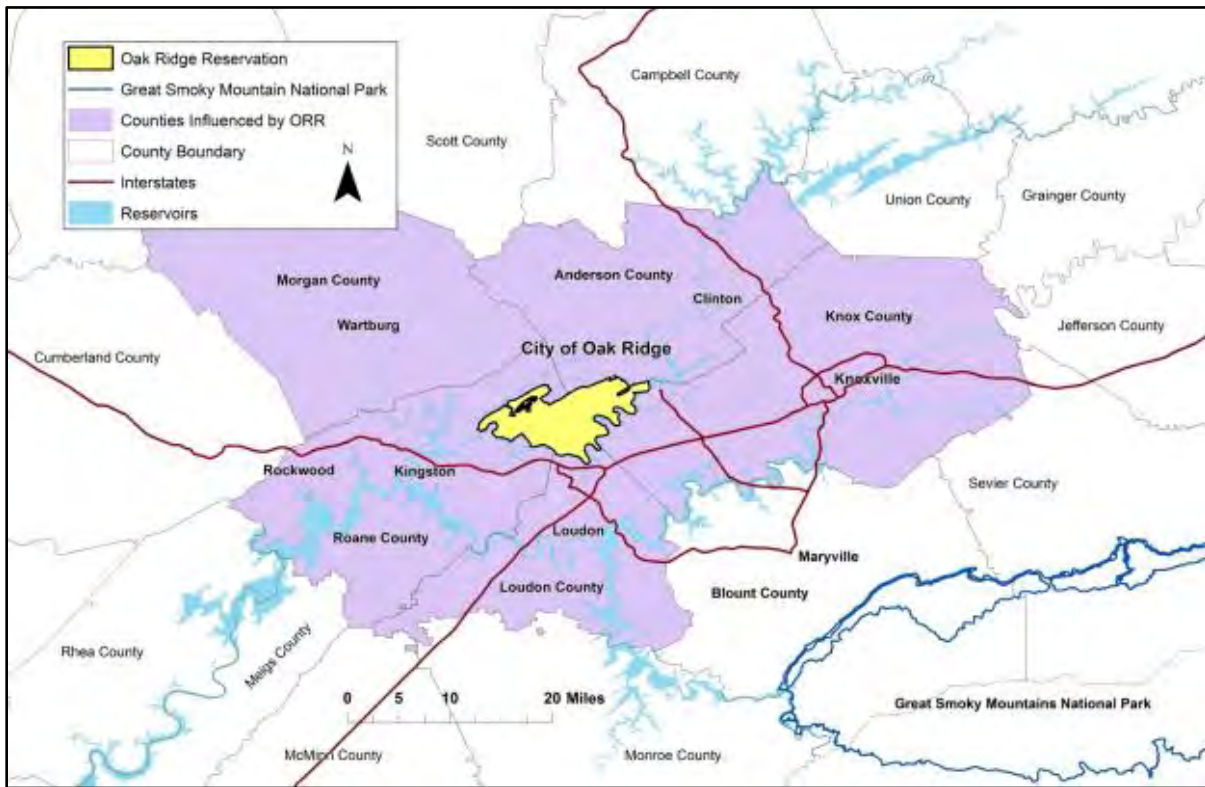 Oak Ridge Reservation
Great Smoky Mountain National Park
Counties Influenced by ORR
County Boundary
Interstates
Reservoirs
N
Campbell County
Scott County
Union County
Grainger County
Morgan County
Anderson County
Clinton
Wartburg
Knox County
Jefferson County
City of Oak Ridge
Cumberland County
Knoxville
Rockwood
Kingston
Sevier County
Roane County
Loudon
Maryville
Loudon County
Blount County
Rhea County
Meigs County
0 5 10 20 Miles
Great Smoky Mountains National Park
McMinn County
Monroe County